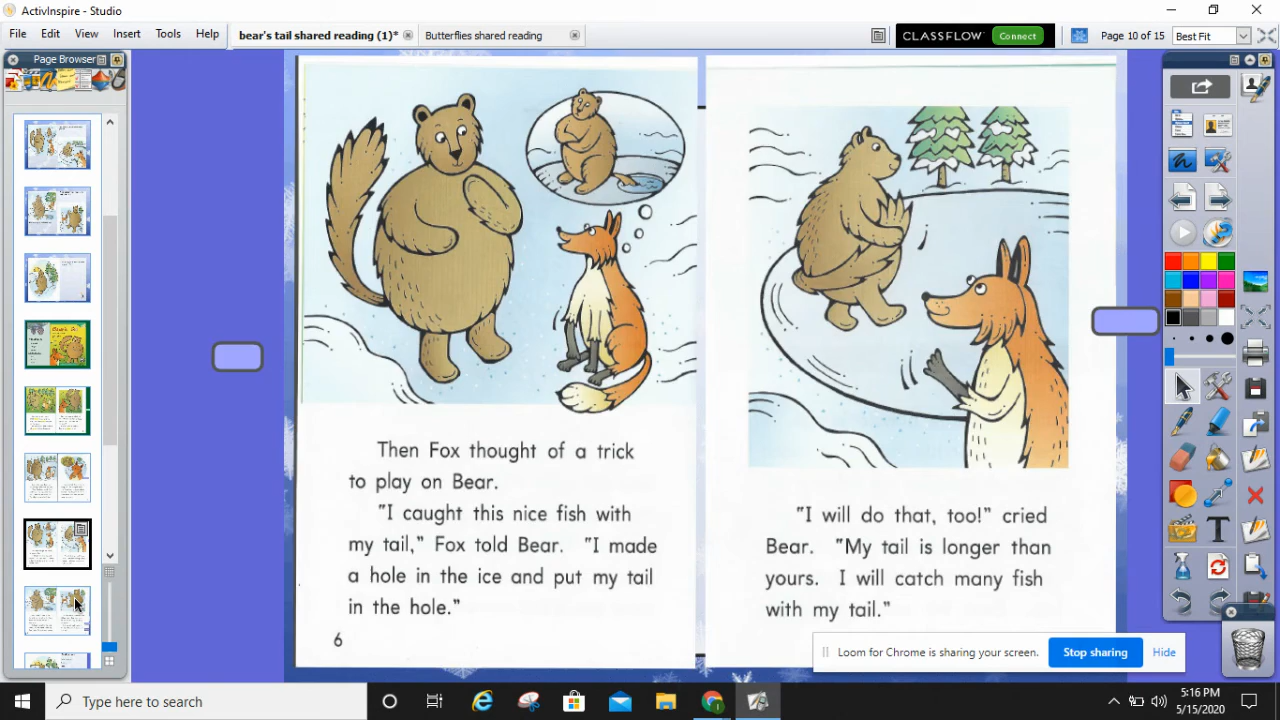 ActivInspire - Studio
File Edit View Insert Tools Help
bear's tail shared reading (1)*
Butterflies shared reading
CLASSFLOW Connect
Page 10 of 15
Best Fit
Page Browser
Then Fox thought of a trick
to play on Bear.
"I caught this nice fish with
my tail," Fox told Bear. "I made
a hole in the ice and put my tail
in the hole."
6
"I will do that, too!" cried
Bear. "My tail is longer than
yours. I will catch many fish
with my tail."
Loom for Chrome is sharing your screen. Stop sharing Hide
Type here to search
5:16 PM
5/15/2020